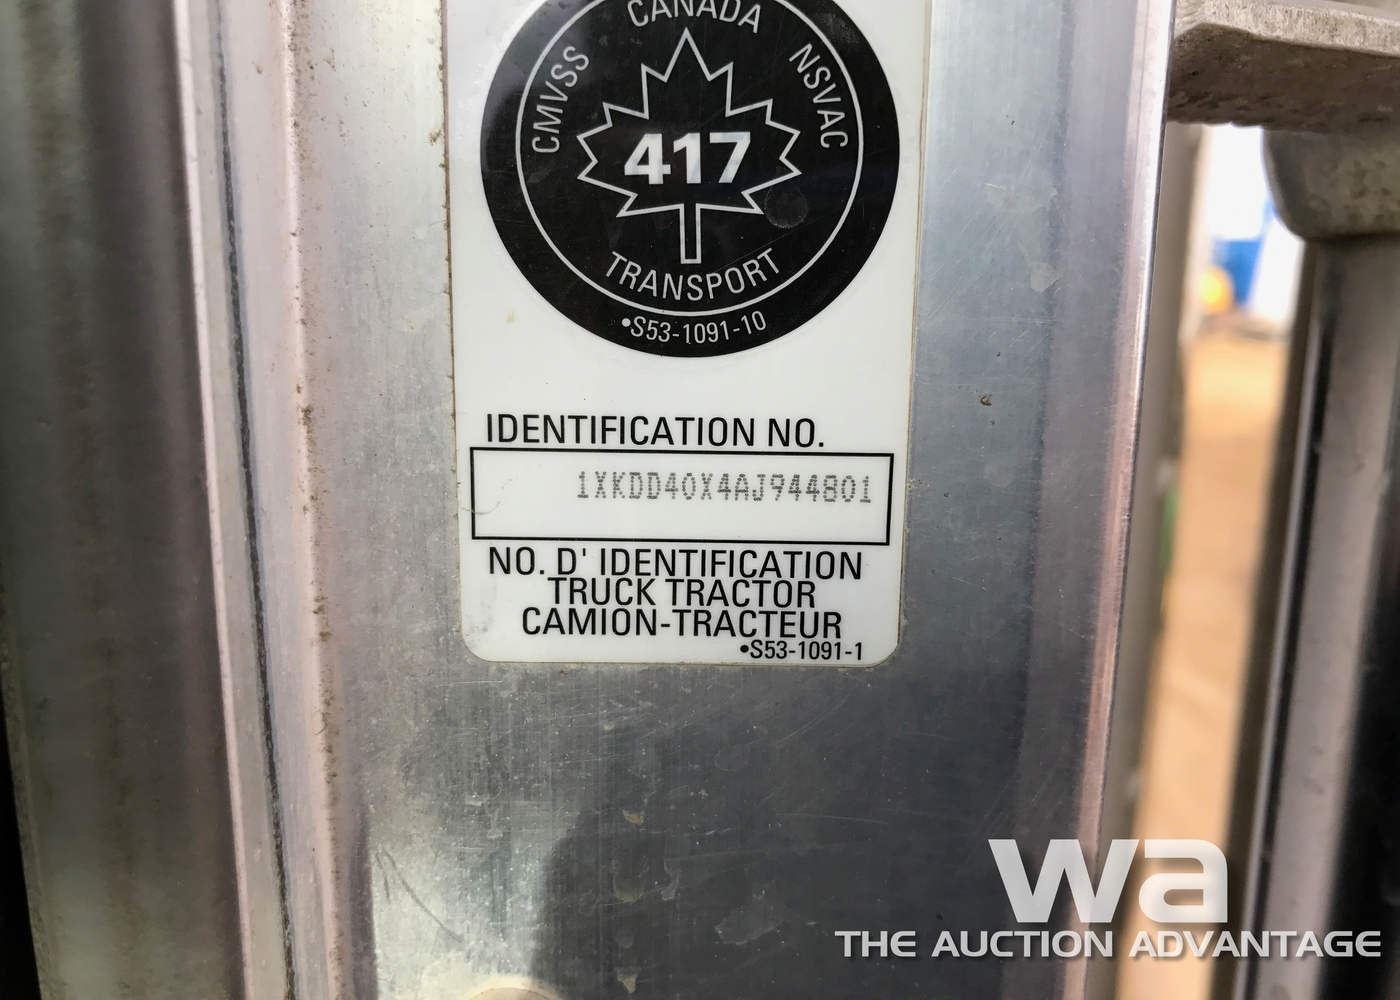 CANADA
CMVSS
NSVAC
417
TRANSPORT
•S53-1091-10
IDENTIFICATION NO.
1XKDD40X4AJ944801
NO. D' IDENTIFICATION
TRUCK TRACTOR
CAMION-TRACTEUR
•S53-1091-1
wa
THE AUCTION ADVANTAGE